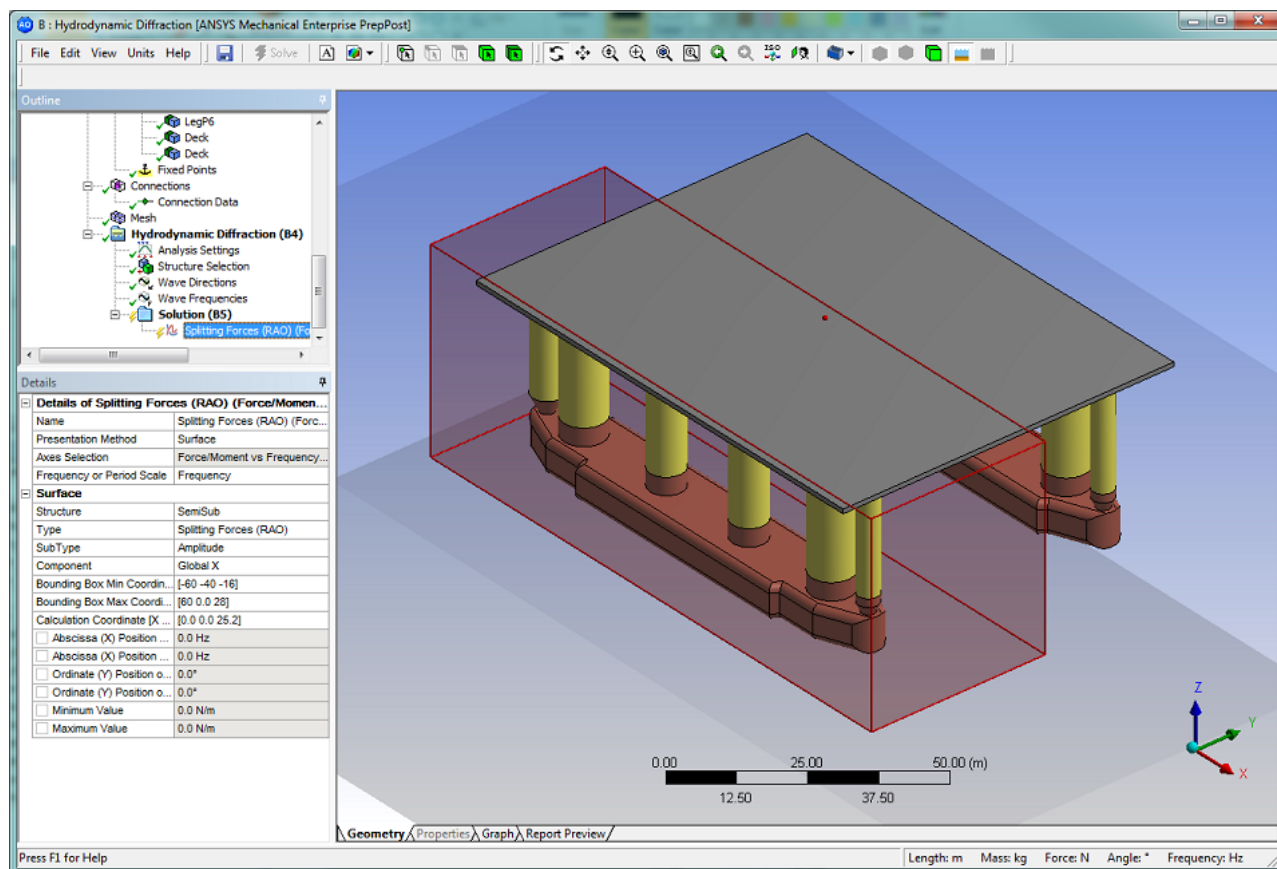 B : Hydrodynamic Diffraction [ANSYS Mechanical Enterprise PrepPost]
File Edit View Units Help Solve A ISO
Outline
LegP6
Deck
Deck
Fixed Points
Connections
Connection Data
Mesh
Hydrodynamic Diffraction (B4)
Analysis Settings
Structure Selection
Wave Directions
Wave Frequencies
Solution (B5)
Splitting Forces (RAO) (Fo
Details
Details of Splitting Forces (RAO) (Force/Momen...
Name Splitting Forces (RAO) (Forc...
Presentation Method Surface
Axes Selection Force/Moment vs Frequency...
Frequency or Period Scale Frequency
Surface
Structure SemiSub
Type Splitting Forces (RAO)
SubType Amplitude
Component Global X
Bounding Box Min Coordin... [-60 -40 -16]
Bounding Box Max Coordi... [60 0.0 28]
Calculation Coordinate [X ... [0.0 0.0 25.2]
Abscissa (X) Position ... 0.0 Hz
Abscissa (X) Position ... 0.0 Hz
Ordinate (Y) Position o... 0.0°
Ordinate (Y) Position o... 0.0°
Minimum Value 0.0 N/m
Maximum Value 0.0 N/m
Z
Y
X
0.00 25.00 50.00 (m)
12.50 37.50
Geometry Properties Graph Report Preview
Press F1 for Help Length: m Mass: kg Force: N Angle: ° Frequency: Hz